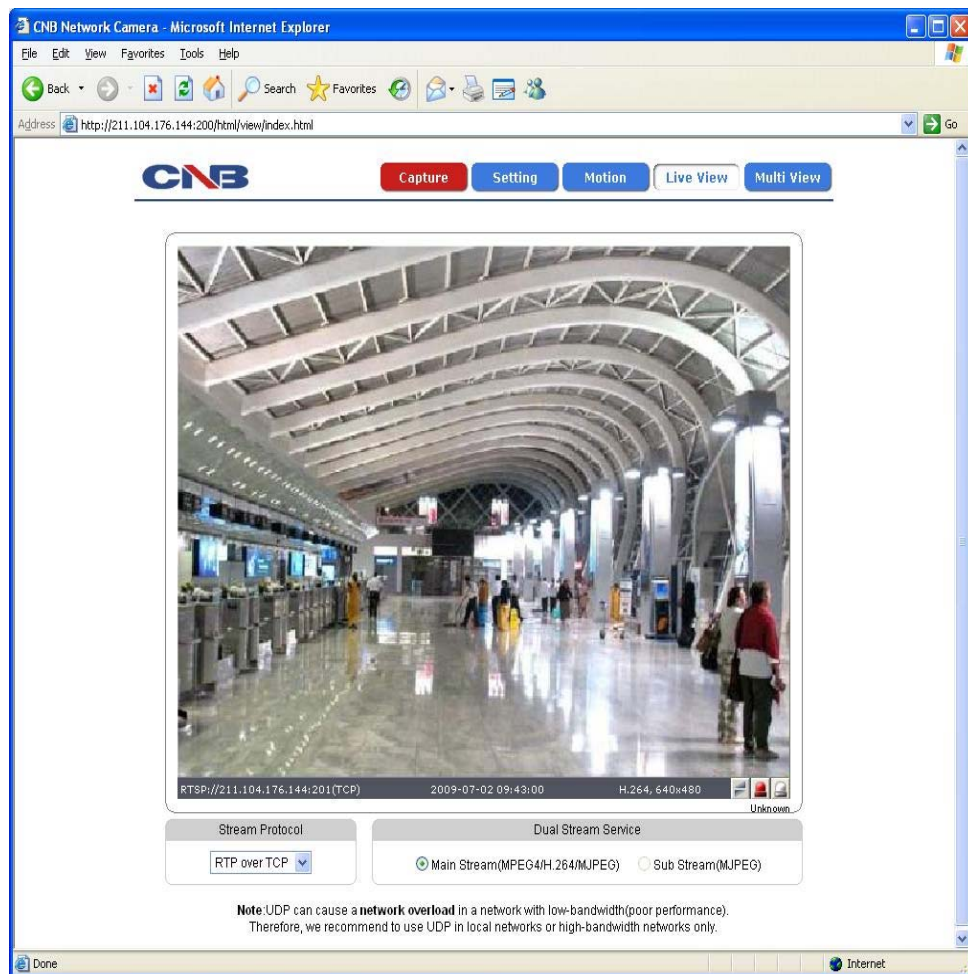 CNB Network Camera - Microsoft Internet Explorer
File Edit View Favorites Tools Help
Back Search Favorites
Address http://211.104.176.144:200/html/view/index.html Go
CNB Capture Setting Motion Live View Multi View
RTSP://211.104.176.144:201(TCP) 2009-07-02 09:43:00 H.264, 640x480
Unknown
Stream Protocol Dual Stream Service
RTP over TCP Main Stream(MPEG4/H.264/MJPEG) Sub Stream(MJPEG)
Note:UDP can cause a network overload in a network with low-bandwidth(poor performance).
Therefore, we recommend to use UDP in local networks or high-bandwidth networks only.
Done Internet